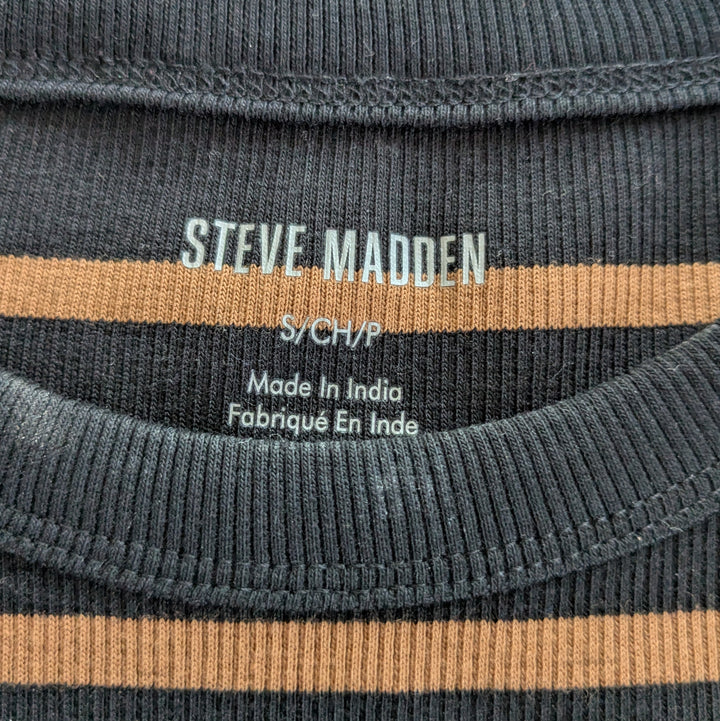 STEVE MADDEN
S/CH/P
Made In India
Fabriqué En Inde